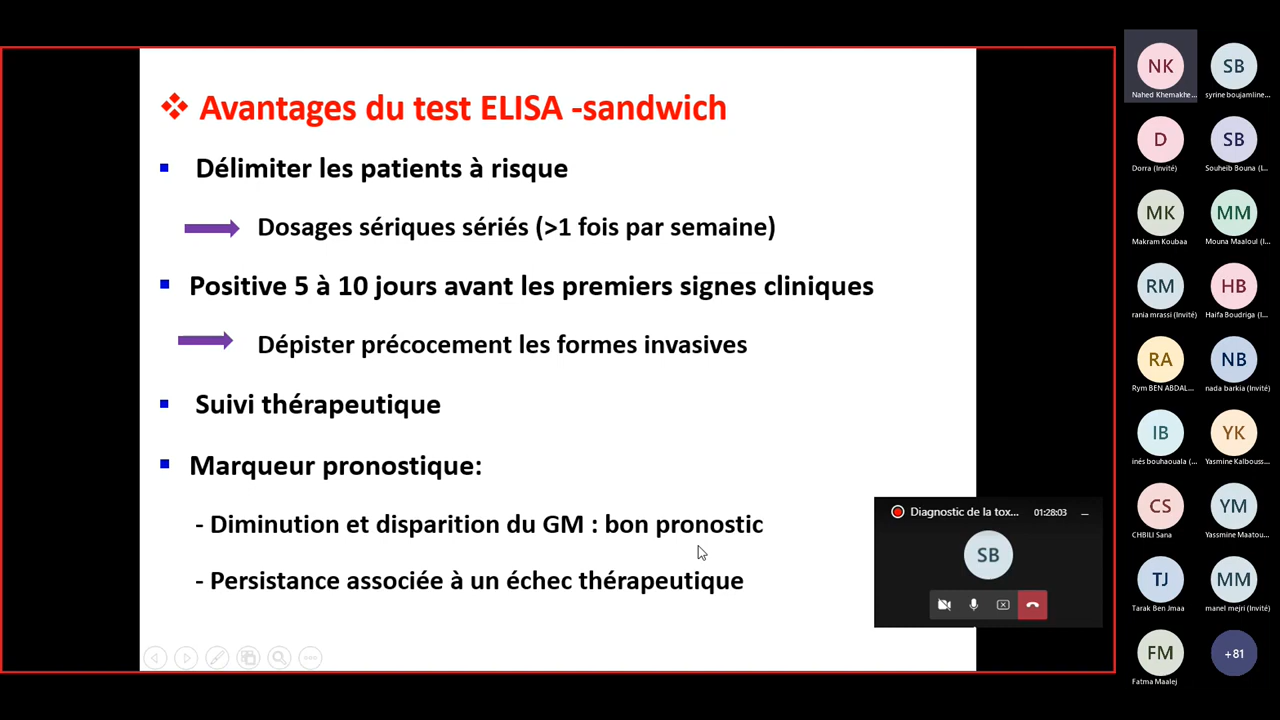 ❖ Avantages du test ELISA -sandwich
▪ Délimiter les patients à risque
Dosages sériques sériés (>1 fois par semaine)
▪ Positive 5 à 10 jours avant les premiers signes cliniques
Dépister précocement les formes invasives
▪ Suivi thérapeutique
▪ Marqueur pronostique:
- Diminution et disparition du GM : bon pronostic
- Persistance associée à un échec thérapeutique
Diagnostic de la tox... 01:28:03
SB
NK SB
Nahed Khemakhe... syrine boujamline...
D SB
Dorra (Invité) Souheib Bouna (I...
MK MM
Makram Koubaa Mouna Maaloul (I...
RM HB
rania mrassi (Invité) Haifa Boudriga (I...
RA NB
Rym BEN ABDAL... nada barkia (Invité)
IB YK
inés bouhaouala (... Yasmine Kalbouss...
CS YM
CHBILI Sana Yassmine Maatou...
TJ MM
Tarak Ben Jmaa manel mejri (Invité)
FM +81
Fatma Maalej